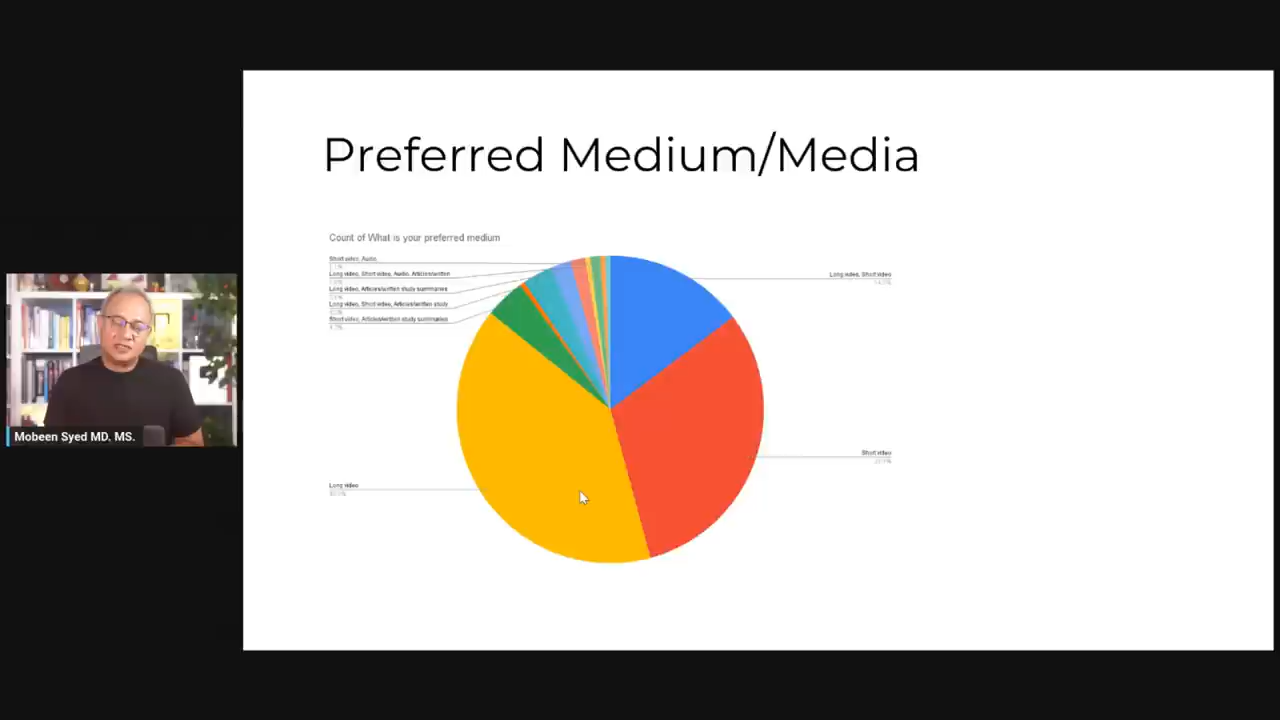 Preferred Medium/Media
Count of What is your preferred medium
Short video, Audio,
Long video, Short video, Audio, Articles/written
Long video, Articles/written study summaries
Long video, Short video, Articles/written study
Short video, Articles/written study summaries
Long video, Short video
Short video
Long video
Mobeen Syed MD. MS.